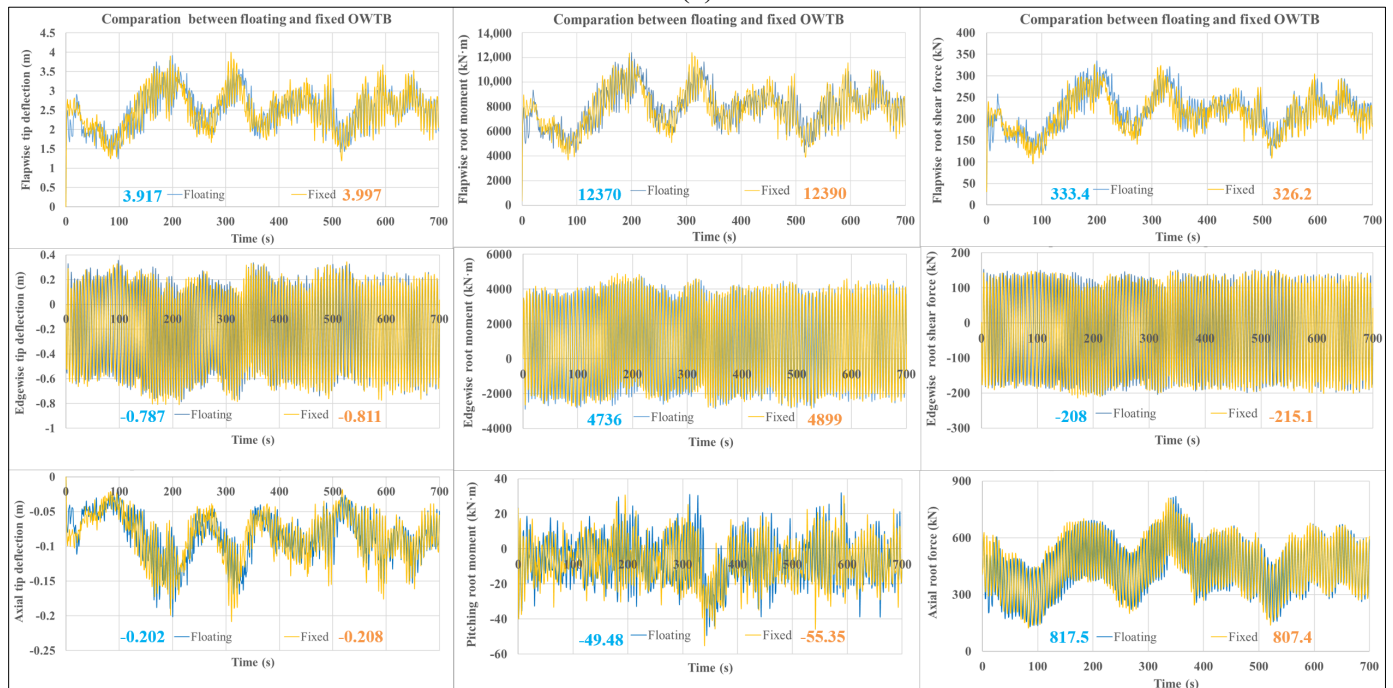 Comparation between floating and fixed OWTB
Flapwise tip deflection (m)
4.5
4
3.5
3
2.5
2
1.5
1
0.5
0
0 100 200 300 400 500 600 700
3.917 Floating Fixed 3.997
Time (s)
Comparation between floating and fixed OWTB
Flapwise root moment (kN·m)
14,000
12,000
10,000
8000
6000
4000
2000
0
0 100 200 300 400 500 600 700
12370 Floating Fixed 12390
Time (s)
Comparation between floating and fixed OWTB
Flapwise root shear force (kN)
400
350
300
250
200
150
100
50
0
0 100 200 300 400 500 600 700
333.4 Floating Fixed 326.2
Time (s)
Edgewise tip deflection (m)
0.4
0.2
0
-0.2
-0.4
-0.6
-0.8
-1
0 100 200 300 400 500 600 700
-0.787 Floating Fixed -0.811
Time (s)
Edgewise root moment (kN·m)
6000
4000
2000
0
-2000
-4000
0 100 200 300 400 500 600 700
4736 Floating Fixed 4899
Time (s)
Edgewise root shear force (kN)
200
100
0
-100
-200
-300
0 100 200 300 400 500 600 700
-208 Floating Fixed -215.1
Time (s)
Axial tip deflection (m)
0
-0.05
-0.1
-0.15
-0.2
-0.25
0 100 200 300 400 500 600 700
-0.202 Floating Fixed -0.208
Time (s)
Pitching root moment (kN·m)
40
20
0
-20
-40
-60
0 100 200 300 400 500 600 700
-49.48 Floating Fixed -55.35
Time (s)
Axial root force (kN)
900
600
300
0
0 100 200 300 400 500 600 700
817.5 Floating Fixed 807.4
Time (s)